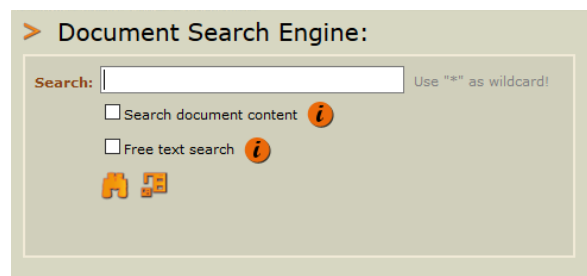 > Document Search Engine:
Search: Use "*" as wildcard!
Search document content i
Free text search i